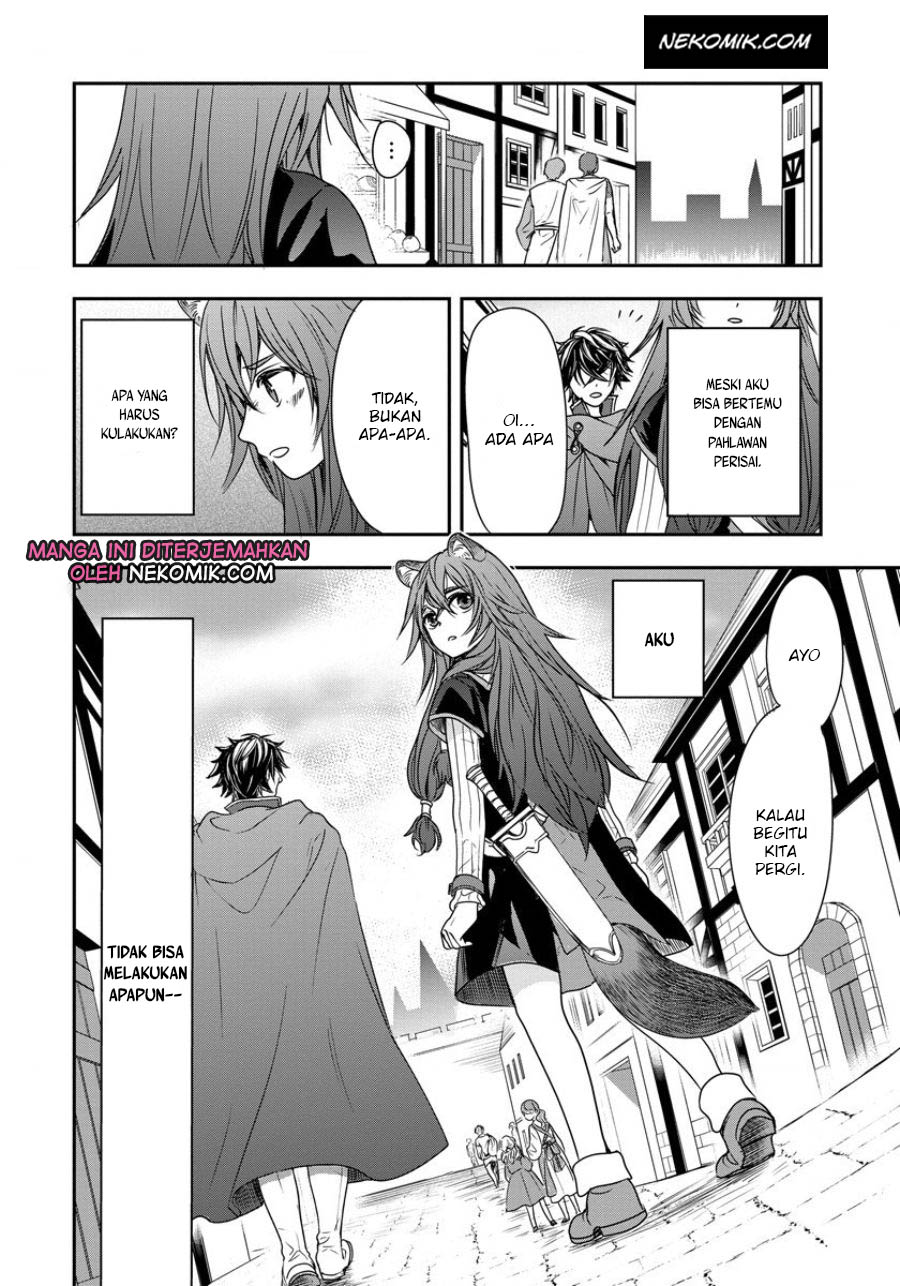 NEKOMIK.COM
...
MESKI AKU
BISA BERTEMU
DENGAN
PAHLAWAN
PERISAI.
OI...
ADA APA
TIDAK,
BUKAN
APA-APA.
APA YANG
HARUS
KULAKUKAN?
MANGA INI DITERJEMAHKAN
OLEH NEKOMIK.COM
AYO
KALAU
BEGITU
KITA
PERGI.
AKU
TIDAK BISA
MELAKUKAN
APAPUN--